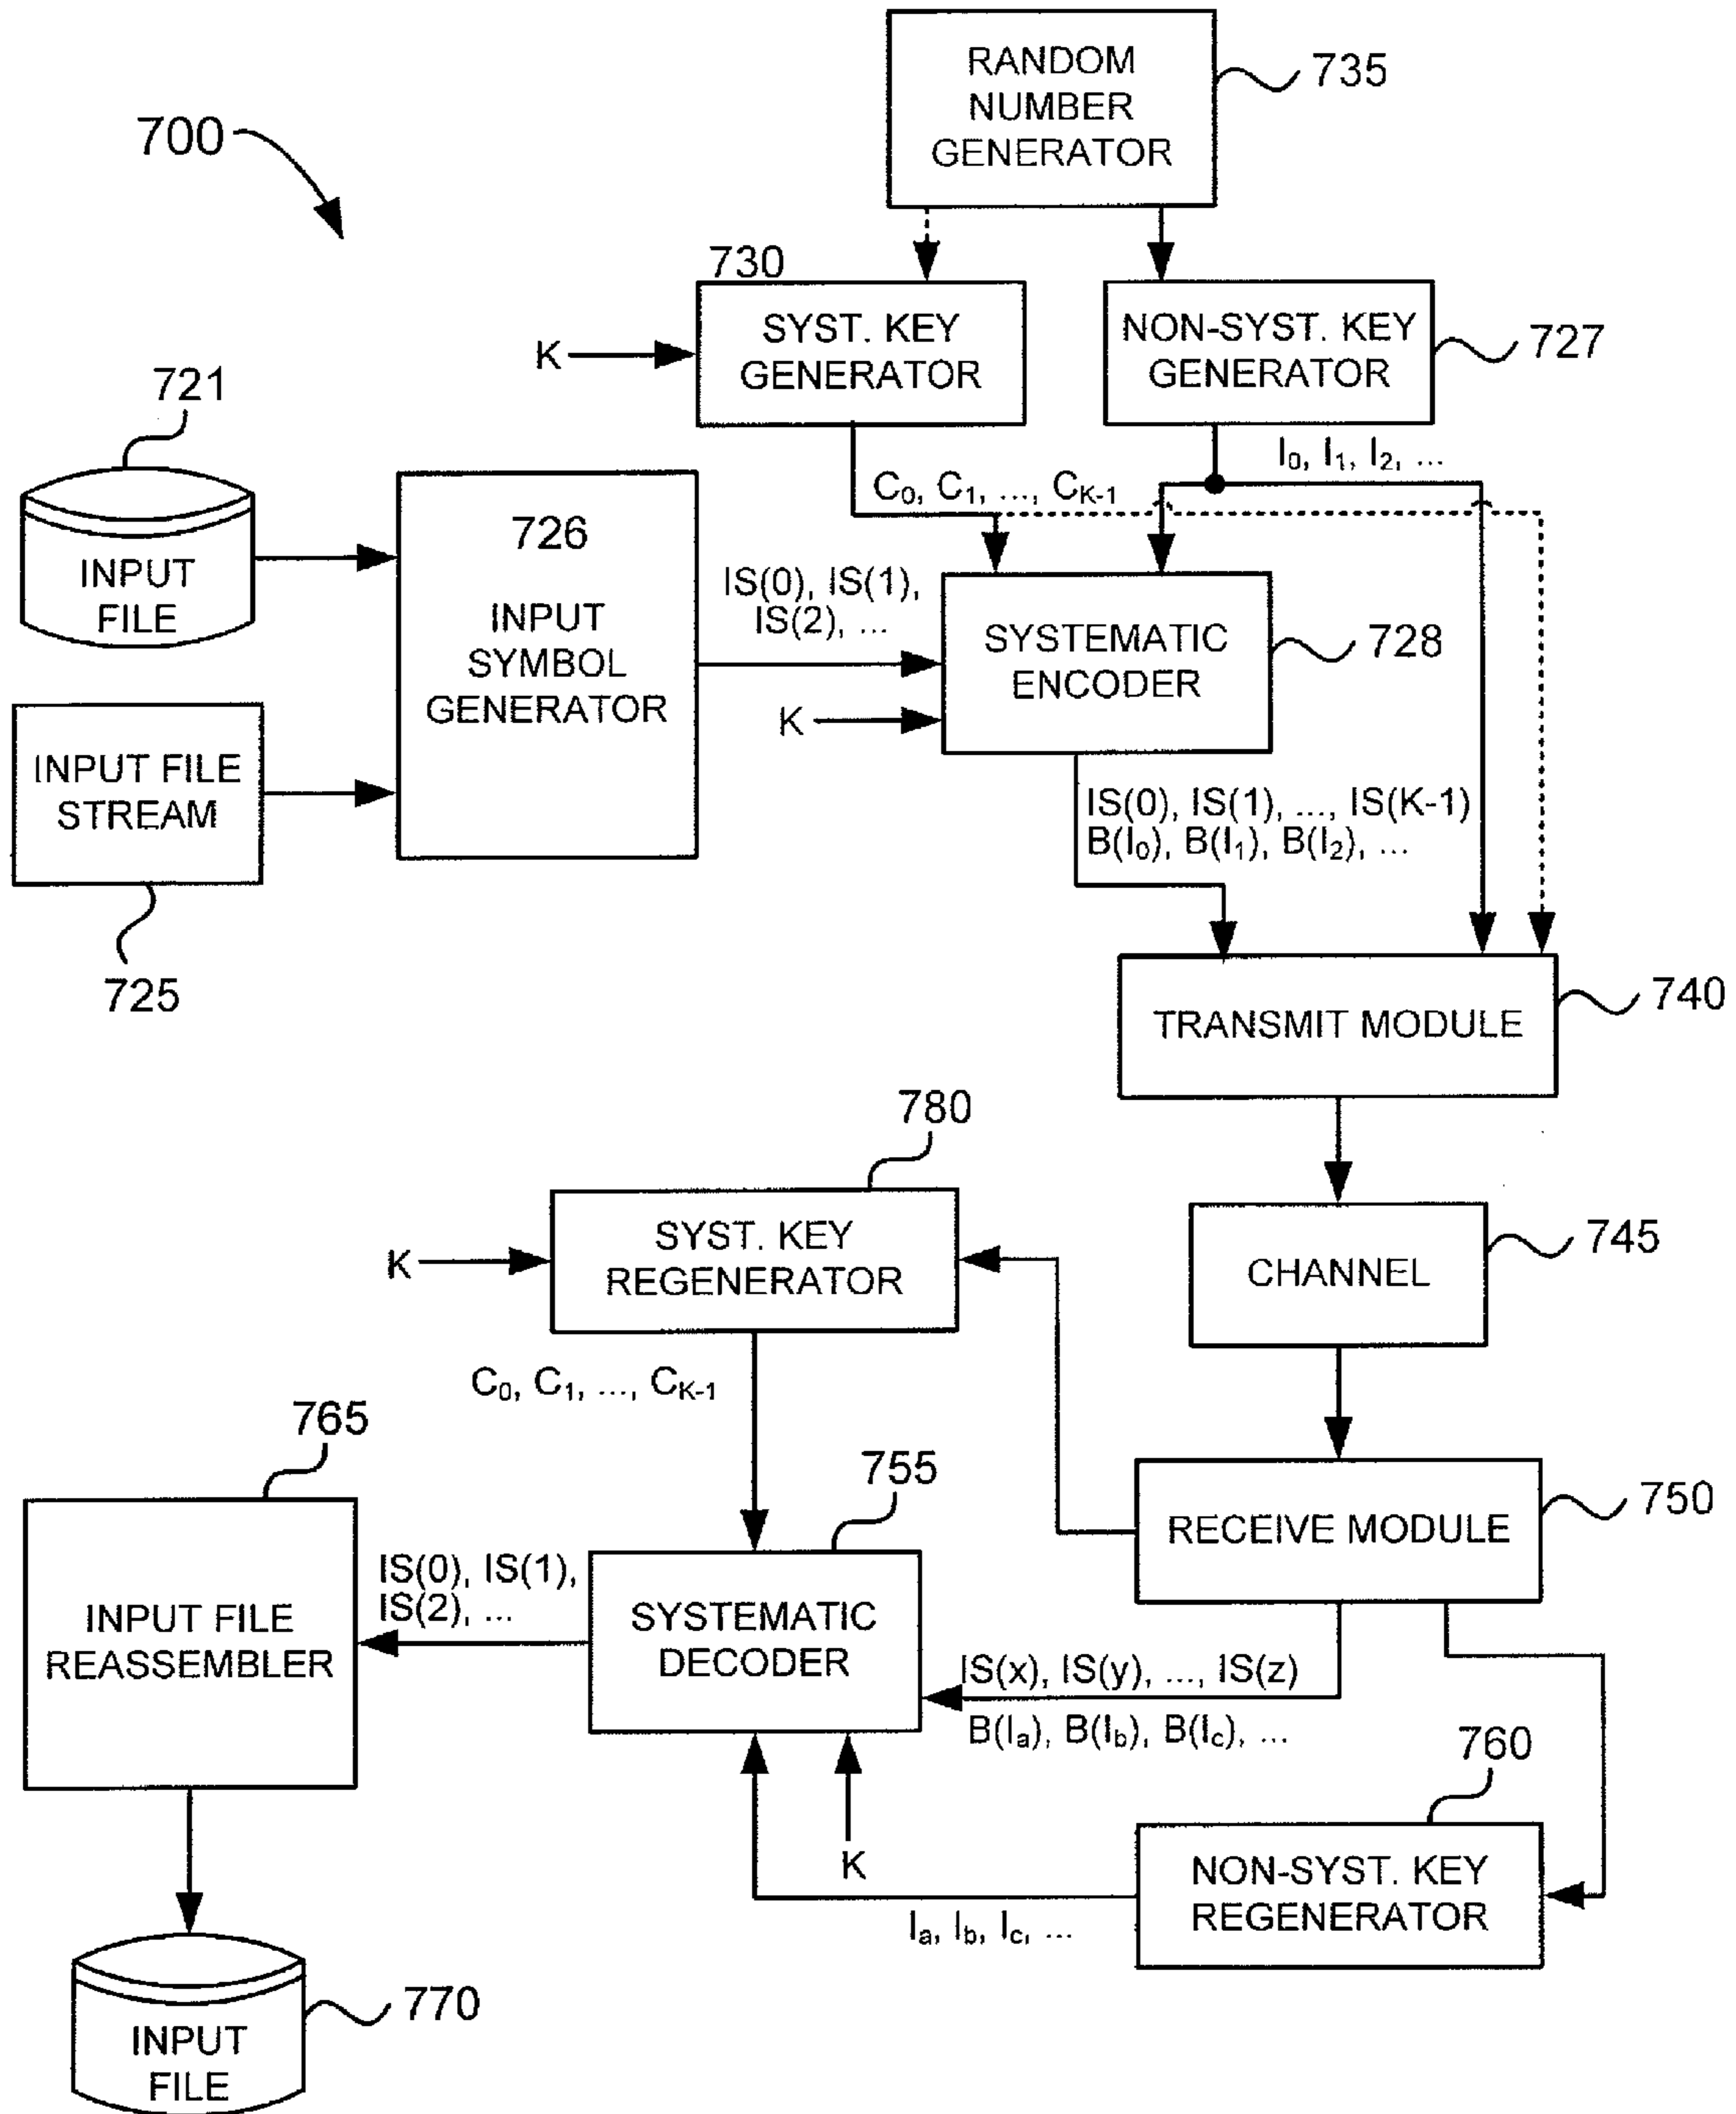 RANDOM
NUMBER
GENERATOR
735
700
730
SYST. KEY
GENERATOR
K
NON-SYST. KEY
GENERATOR
727
721
INPUT
FILE
I₀, I₁, I₂, ...
C₀, C₁, ..., C_K-1
726
INPUT
SYMBOL
GENERATOR
IS(0), IS(1),
IS(2), ...
SYSTEMATIC
ENCODER
728
K
INPUT FILE
STREAM
725
IS(0), IS(1), ..., IS(K-1)
B(I₀), B(I₁), B(I₂), ...
TRANSMIT MODULE
740
780
SYST. KEY
REGENERATOR
K
CHANNEL
745
C₀, C₁, ..., C_K-1
765
755
RECEIVE MODULE
750
INPUT FILE
REASSEMBLER
IS(0), IS(1),
IS(2), ...
SYSTEMATIC
DECODER
IS(x), IS(y), ..., IS(z)
B(Iₐ), B(I_b), B(I_c), ...
760
K
NON-SYST. KEY
REGENERATOR
Iₐ, I_b, I_c, ...
INPUT
FILE
770